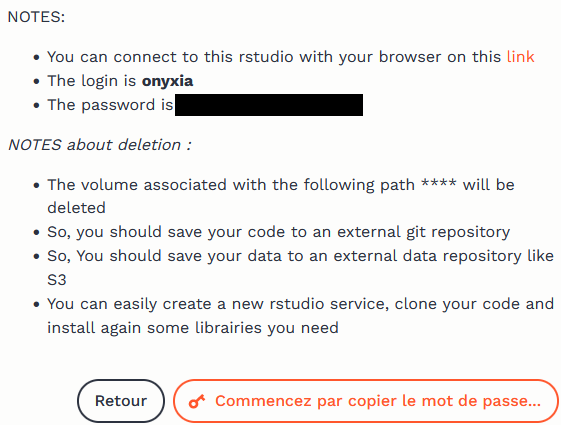 NOTES:
• You can connect to this rstudio with your browser on this link
• The login is onyxia
• The password is
NOTES about deletion :
• The volume associated with the following path **** will be
deleted
• So, you should save your code to an external git repository
• So, You should save your data to an external data repository like
S3
• You can easily create a new rstudio service, clone your code and
install again some librairies you need
Retour
Commencez par copier le mot de passe...